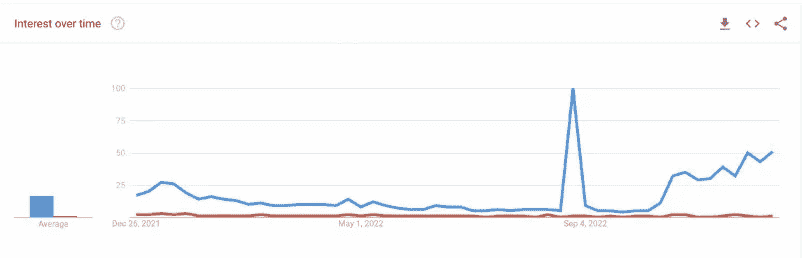 Interest over time ?
100
75
50
25
Average
Dec 25, 2021
May 1, 2022
Sep 4, 2022